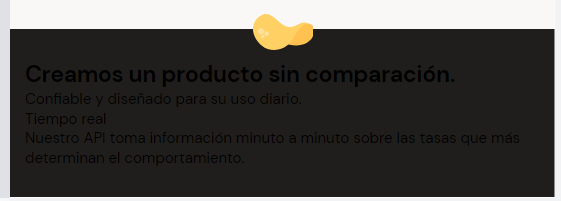 Creamos un producto sin comparación.
Confiable y diseñado para su uso diario.
Tiempo real
Nuestro API toma información minuto a minuto sobre las tasas que más
determinan el comportamiento.